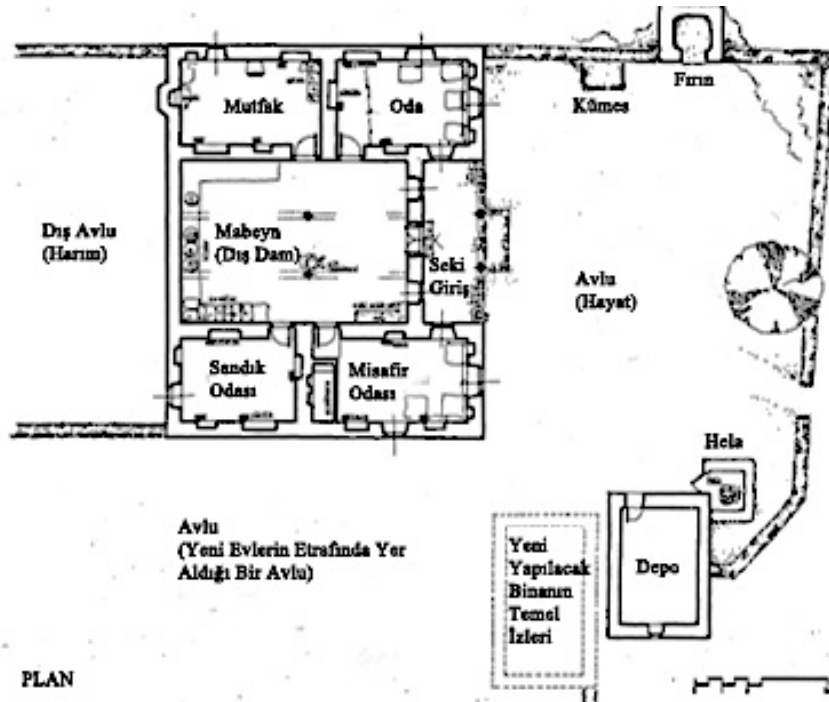 Mutfak
Oda
Kümes
Fırın
Dış Avlu
(Harım)
Mabeyn
(Dış Dam)
Seki
Giriş
Avlu
(Hayat)
Sandık
Odası
Misafir
Odası
Hela
Avlu
(Yeni Evlerin Etrafında Yer
Aldığı Bir Avlu)
Yeni
Yapılacak
Binanın
Temel
İzleri
Depo
PLAN